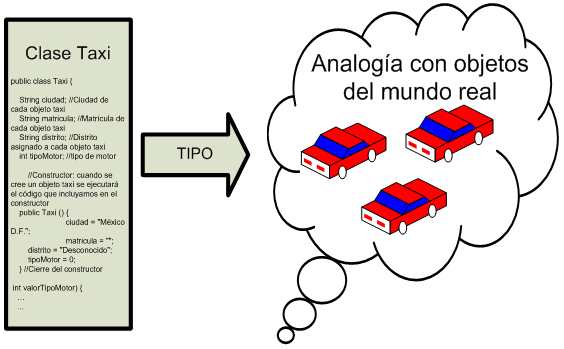 Clase Taxi
public class Taxi {
String ciudad; //Ciudad de
cada objeto taxi
String matricula; //Matrícula de
cada objeto taxi
String distrito; //Distrito
asignado a cada objeto taxi
int tipoMotor; //tipo de motor
//Constructor: cuando se
cree un objeto taxi se ejecutará
el código que incluyamos en el
constructor
public Taxi () {
ciudad = "México
D.F.";
matricula = "";
distrito = "Desconocido";
tipoMotor = 0;
} //Cierre del constructor
int valorTipoMotor) {
...
...
TIPO
Analogía con objetos
del mundo real